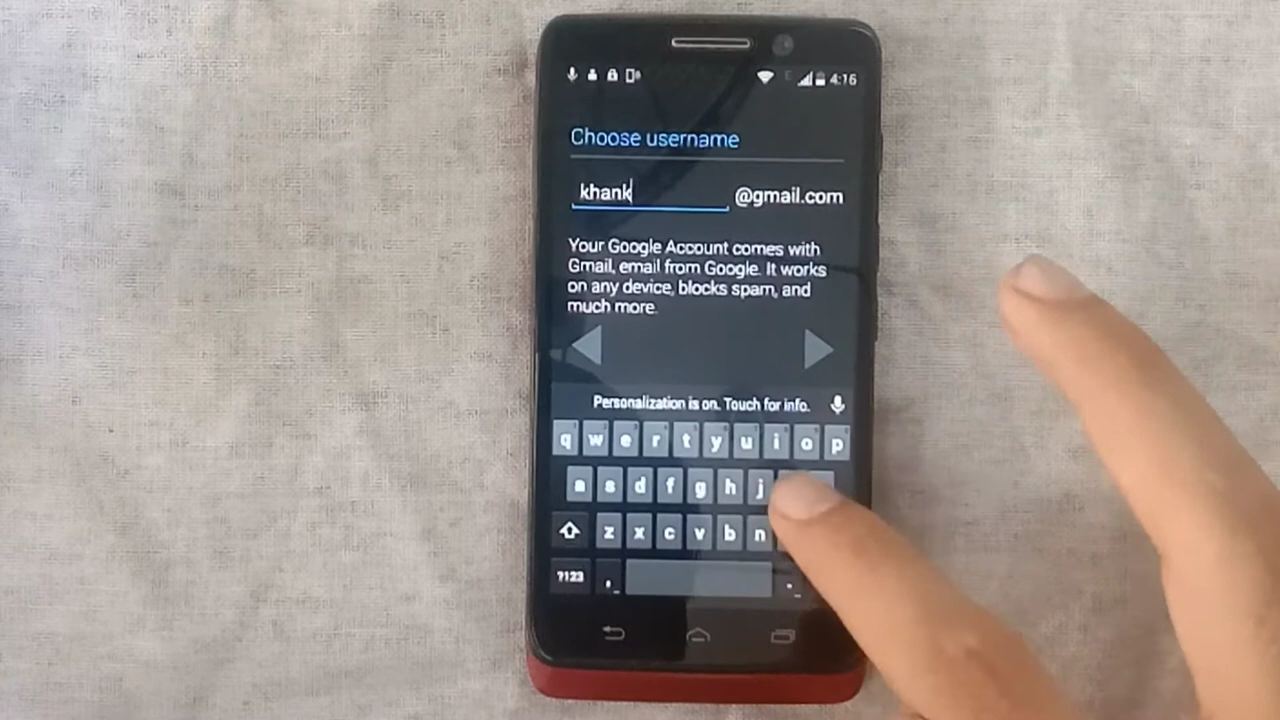 4:16
Choose username
khank @gmail.com
Your Google Account comes with
Gmail, email from Google. It works
on any device, blocks spam, and
much more.
Personalization is on. Touch for info.
q w e r t y u i o p
a s d f g h j
z x c v b n
?123 , .